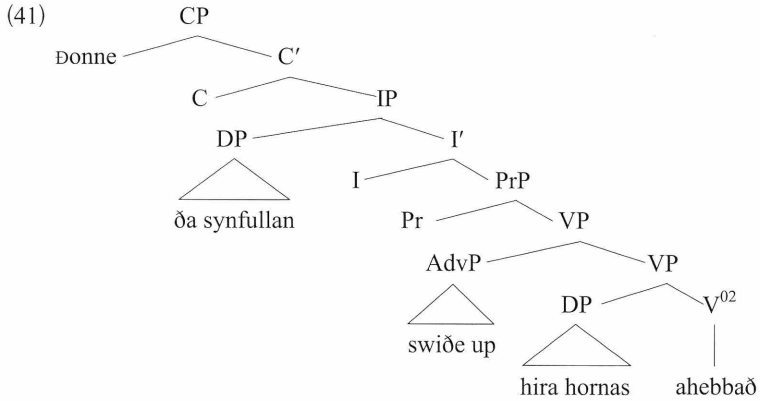 (41) CP
Ðonne C′
C IP
DP I′
I PrP
ða synfullan Pr VP
AdvP VP
DP V⁰²
swiðe up
hira hornas ahebbað